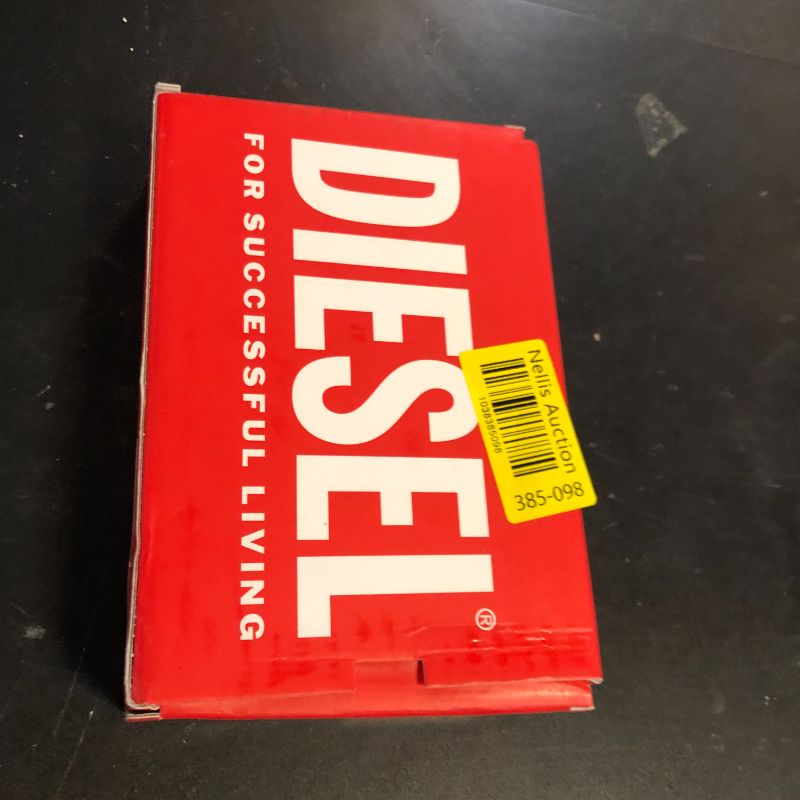 DIESEL®
FOR SUCCESSFUL LIVING
Nellis Auction
1038385098
385-098